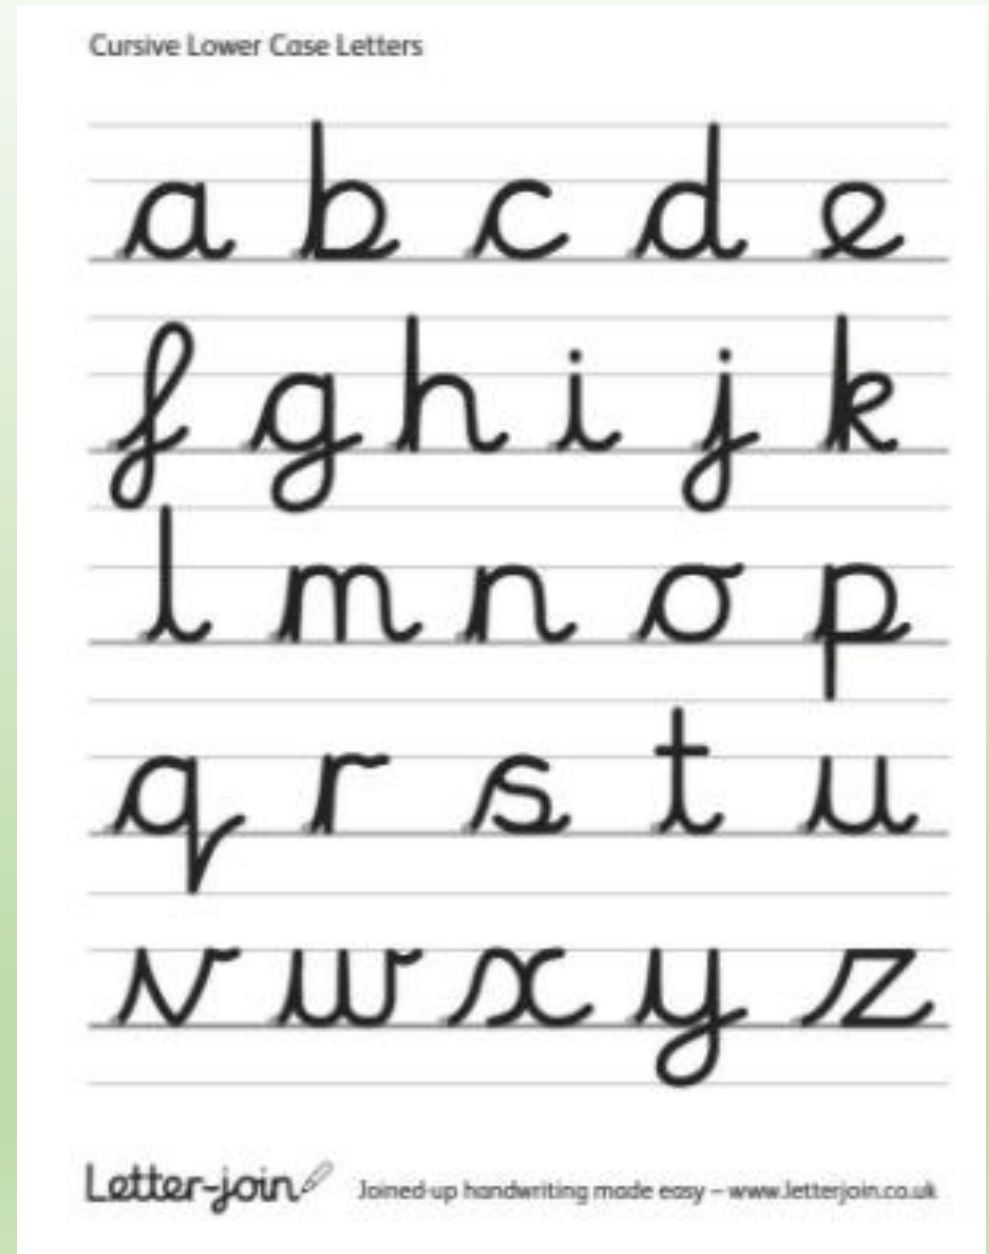 Cursive Lower Case Letters
a b c d e
f g h i j k
l m n o p
q r s t u
v w x y z
Letter-join Joined-up handwriting made easy – www.letterjoin.co.uk